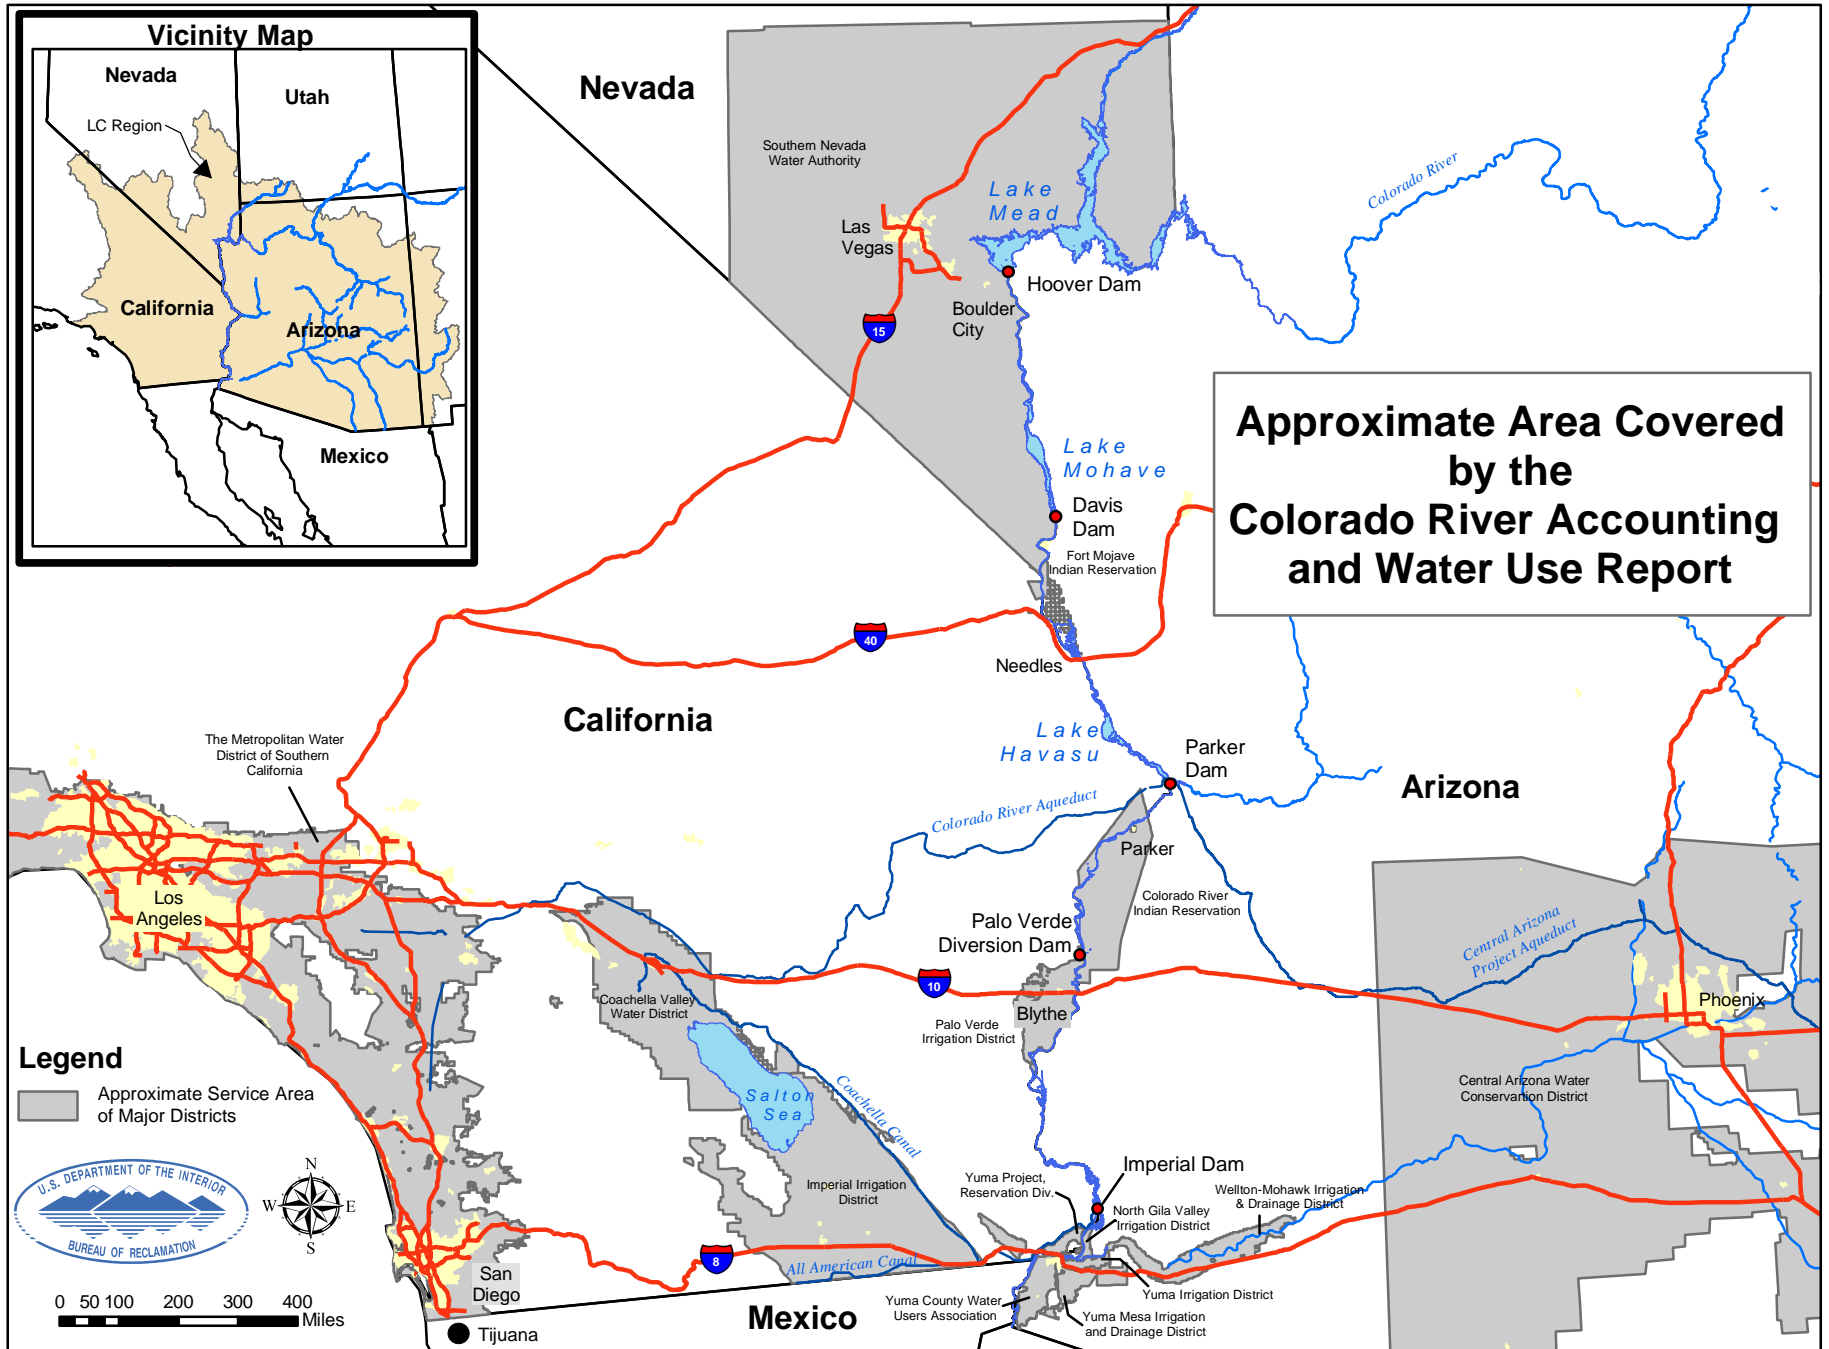 Vicinity Map
Nevada
Utah
LC Region
California
Arizona
Mexico
Nevada
Southern Nevada
Water Authority
Lake
Mead
Las
Vegas
Hoover Dam
Boulder
City
15
Colorado River
Approximate Area Covered
by the
Colorado River Accounting
and Water Use Report
Lake
Mohave
Davis
Dam
Fort Mojave
Indian Reservation
40
Needles
California
Lake
Havasu
Parker
Dam
Arizona
The Metropolitan Water
District of Southern
California
Colorado River Aqueduct
Parker
Colorado River
Indian Reservation
Los
Angeles
Palo Verde
Diversion Dam
Central Arizona
Project Aqueduct
10
Coachella Valley
Water District
Blythe
Palo Verde
Irrigation District
Phoenix
Legend
Approximate Service Area
of Major Districts
Salton
Sea
Coachella Canal
Central Arizona Water
Conservartion District
U.S. DEPARTMENT OF THE INTERIOR
BUREAU OF RECLAMATION
N
W
E
S
Imperial Irrigation
District
Yuma Project,
Reservation Div.
Imperial Dam
North Gila Valley
Irrigation District
Wellton-Mohawk Irrigation
& Drainage District
8
All American Canal
San
Diego
Yuma County Water
Users Association
Yuma Irrigation District
Yuma Mesa Irrigation
and Drainage District
Mexico
0 50 100 200 300 400
Miles
Tijuana